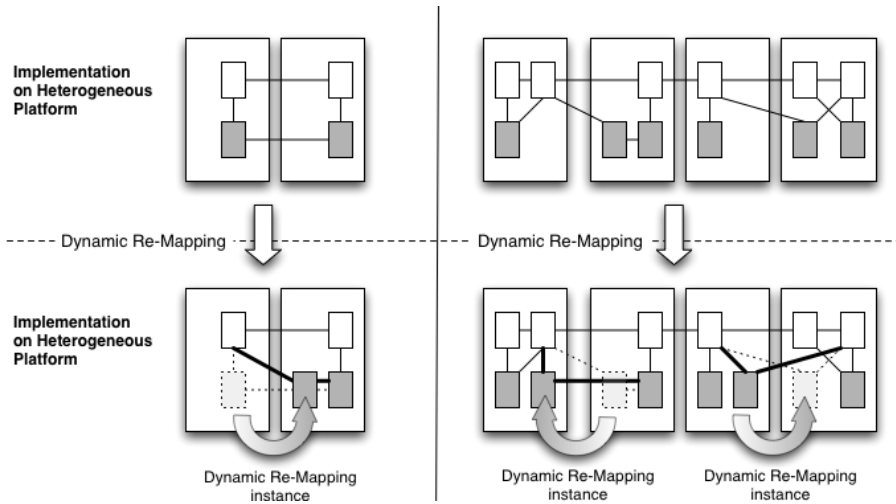 Implementation
on Heterogeneous
Platform
Dynamic Re-Mapping
Dynamic Re-Mapping
Implementation
on Heterogeneous
Platform
Dynamic Re-Mapping
instance
Dynamic Re-Mapping
instance
Dynamic Re-Mapping
instance